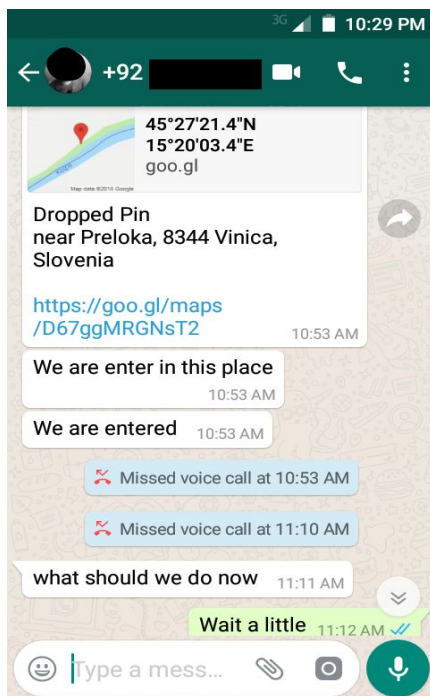 3G 10:29 PM
+92
45°27'21.4"N
15°20'03.4"E
goo.gl
Map data ©2018 Google
Dropped Pin
near Preloka, 8344 Vinica,
Slovenia
https://goo.gl/maps
/D67ggMRGNsT2
10:53 AM
We are enter in this place
10:53 AM
We are entered 10:53 AM
Missed voice call at 10:53 AM
Missed voice call at 11:10 AM
what should we do now 11:11 AM
Wait a little 11:12 AM
Type a mess...